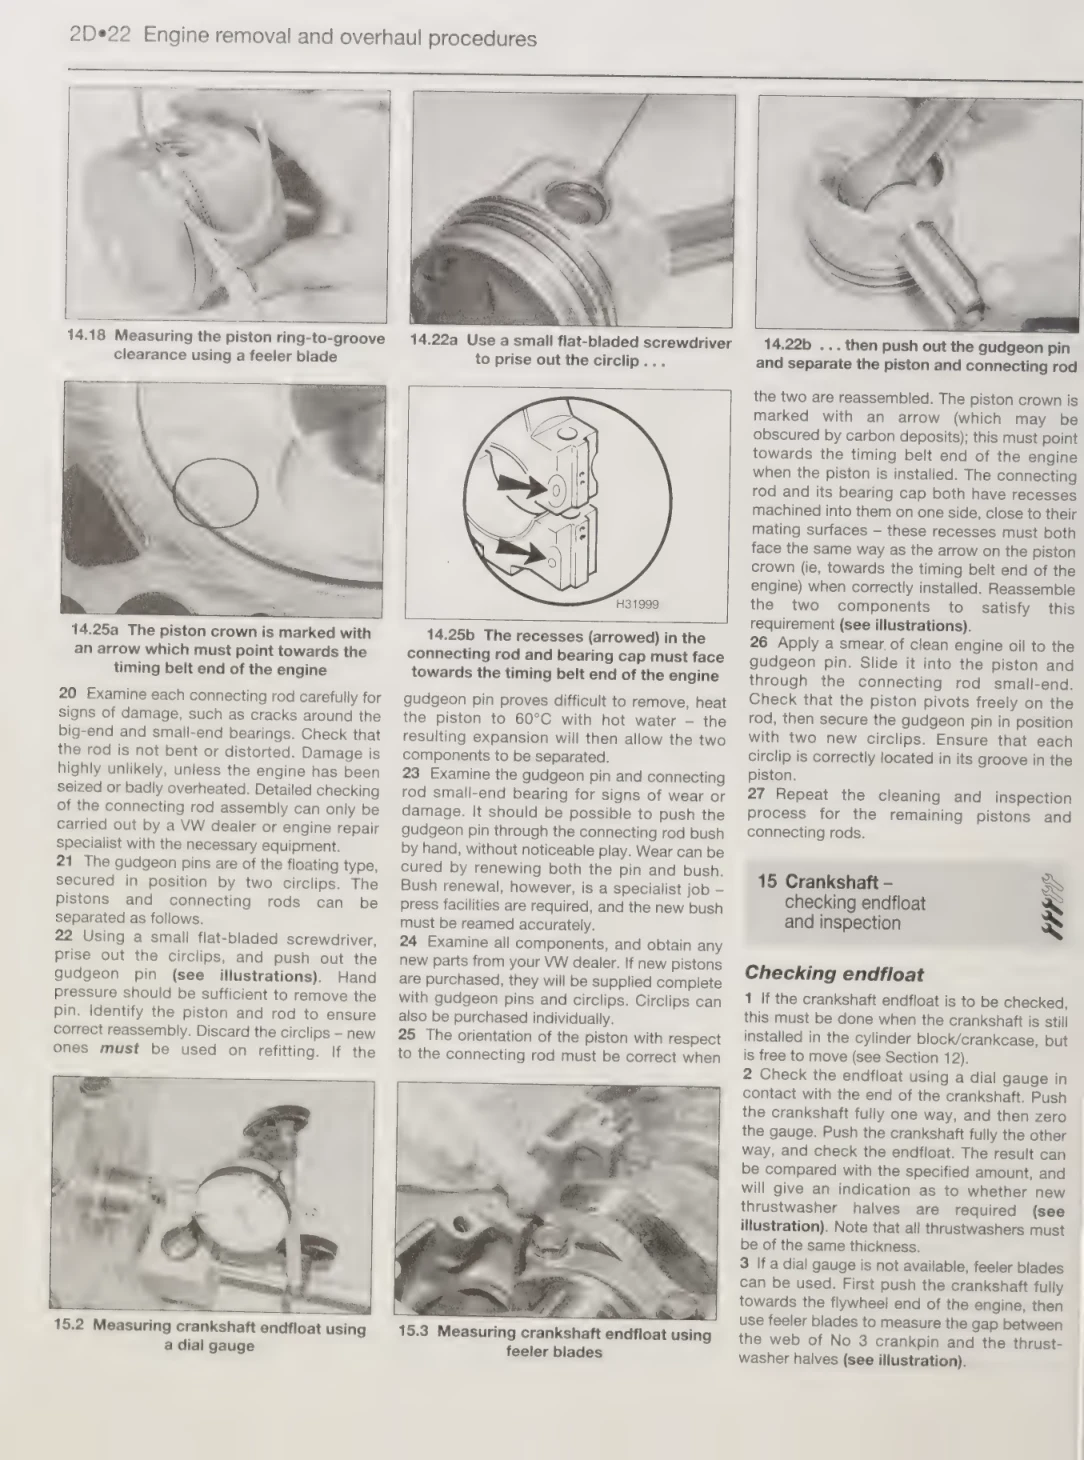 2D•22 Engine removal and overhaul procedures
14.18 Measuring the piston ring-to-groove
clearance using a feeler blade
14.22a Use a small flat-bladed screwdriver
to prise out the circlip . . .
14.22b . . . then push out the gudgeon pin
and separate the piston and connecting rod
14.25a The piston crown is marked with
an arrow which must point towards the
timing belt end of the engine
H31999
14.25b The recesses (arrowed) in the
connecting rod and bearing cap must face
towards the timing belt end of the engine
20 Examine each connecting rod carefully for
signs of damage, such as cracks around the
big-end and small-end bearings. Check that
the rod is not bent or distorted. Damage is
highly unlikely, unless the engine has been
seized or badly overheated. Detailed checking
of the connecting rod assembly can only be
carried out by a VW dealer or engine repair
specialist with the necessary equipment.
21 The gudgeon pins are of the floating type,
secured in position by two circlips. The
pistons and connecting rods can be
separated as follows.
22 Using a small flat-bladed screwdriver,
prise out the circlips, and push out the
gudgeon pin (see illustrations). Hand
pressure should be sufficient to remove the
pin. Identify the piston and rod to ensure
correct reassembly. Discard the circlips – new
ones must be used on refitting. If the
gudgeon pin proves difficult to remove, heat
the piston to 60°C with hot water – the
resulting expansion will then allow the two
components to be separated.
23 Examine the gudgeon pin and connecting
rod small-end bearing for signs of wear or
damage. It should be possible to push the
gudgeon pin through the connecting rod bush
by hand, without noticeable play. Wear can be
cured by renewing both the pin and bush.
Bush renewal, however, is a specialist job –
press facilities are required, and the new bush
must be reamed accurately.
24 Examine all components, and obtain any
new parts from your VW dealer. If new pistons
are purchased, they will be supplied complete
with gudgeon pins and circlips. Circlips can
also be purchased individually.
25 The orientation of the piston with respect
to the connecting rod must be correct when
the two are reassembled. The piston crown is
marked with an arrow (which may be
obscured by carbon deposits); this must point
towards the timing belt end of the engine
when the piston is installed. The connecting
rod and its bearing cap both have recesses
machined into them on one side, close to their
mating surfaces – these recesses must both
face the same way as the arrow on the piston
crown (ie, towards the timing belt end of the
engine) when correctly installed. Reassemble
the two components to satisfy this
requirement (see illustrations).
26 Apply a smear of clean engine oil to the
gudgeon pin. Slide it into the piston and
through the connecting rod small-end.
Check that the piston pivots freely on the
rod, then secure the gudgeon pin in position
with two new circlips. Ensure that each
circlip is correctly located in its groove in the
piston.
27 Repeat the cleaning and inspection
process for the remaining pistons and
connecting rods.
15 Crankshaft –
checking endfloat
and inspection
Checking endfloat
1 If the crankshaft endfloat is to be checked,
this must be done when the crankshaft is still
installed in the cylinder block/crankcase, but
is free to move (see Section 12).
2 Check the endfloat using a dial gauge in
contact with the end of the crankshaft. Push
the crankshaft fully one way, and then zero
the gauge. Push the crankshaft fully the other
way, and check the endfloat. The result can
be compared with the specified amount, and
will give an indication as to whether new
thrustwasher halves are required (see
illustration). Note that all thrustwashers must
be of the same thickness.
3 If a dial gauge is not available, feeler blades
can be used. First push the crankshaft fully
towards the flywheel end of the engine, then
use feeler blades to measure the gap between
the web of No 3 crankpin and the thrust-
washer halves (see illustration).
15.2 Measuring crankshaft endfloat using
a dial gauge
15.3 Measuring crankshaft endfloat using
feeler blades